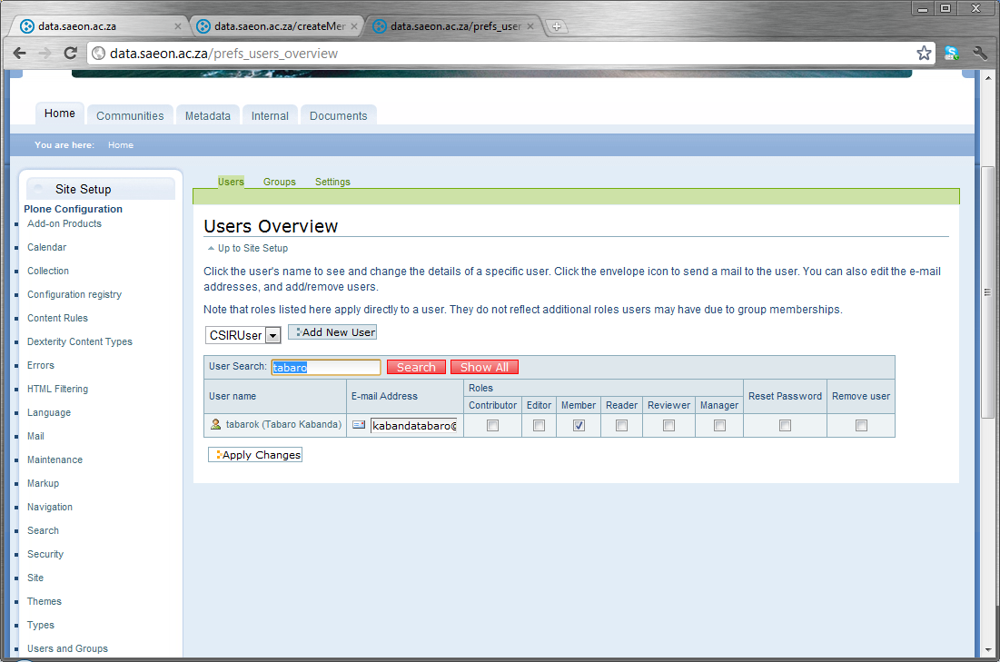 data.saeon.ac.za
data.saeon.ac.za/createMer
data.saeon.ac.za/prefs_user
data.saeon.ac.za/prefs_users_overview
Home
Communities
Metadata
Internal
Documents
You are here: Home
Site Setup
Plone Configuration
Add-on Products
Calendar
Collection
Configuration registry
Content Rules
Dexterity Content Types
Errors
HTML Filtering
Language
Mail
Maintenance
Markup
Navigation
Search
Security
Site
Themes
Types
Users and Groups
Users
Groups
Settings
Users Overview
Up to Site Setup
Click the user's name to see and change the details of a specific user. Click the envelope icon to send a mail to the user. You can also edit the e-mail
addresses, and add/remove users.
Note that roles listed here apply directly to a user. They do not reflect additional roles users may have due to group memberships.
CSIRUser
Add New User
User Search: tabaro Search Show All
User name
E-mail Address
Roles
Contributor
Editor
Member
Reader
Reviewer
Manager
Reset Password
Remove user
tabarok (Tabaro Kabanda)
kabandatabaro@
Apply Changes